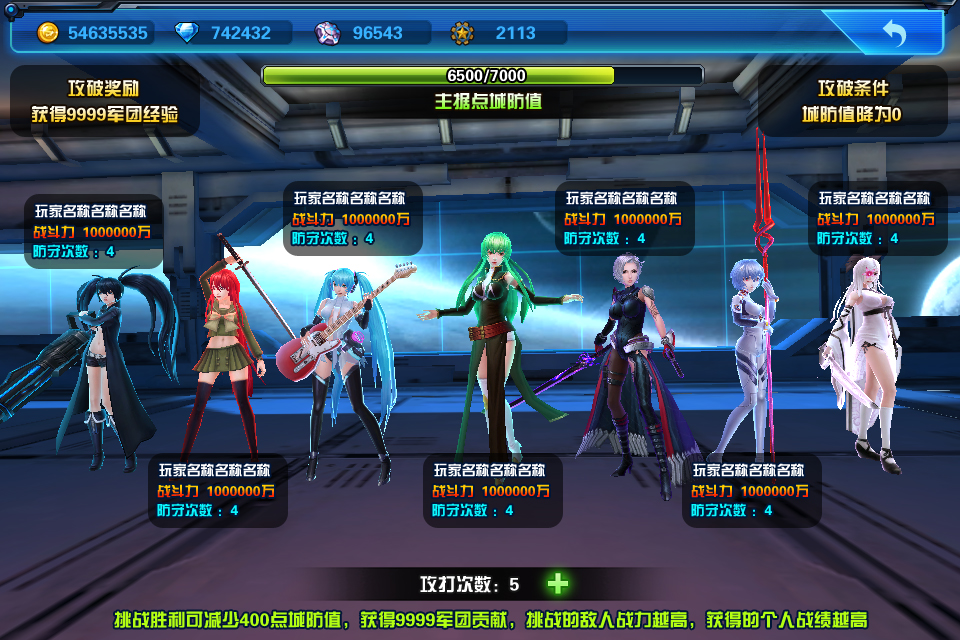 54635535 742432 96543 2113
6500/7000
主据点城防值
攻破奖励
获得9999军团经验
攻破条件
城防值降为0
玩家名称名称名称
战斗力 1000000万
防守次数：4
玩家名称名称名称
战斗力 1000000万
防守次数：4
玩家名称名称名称
战斗力 1000000万
防守次数：4
玩家名称名称名称
战斗力 1000000万
防守次数：4
玩家名称名称名称
战斗力 1000000万
防守次数：4
玩家名称名称名称
战斗力 1000000万
防守次数：4
玩家名称名称名称
战斗力 1000000万
防守次数：4
攻打次数：5
挑战胜利可减少400点城防值，获得9999军团贡献，挑战的敌人战力越高，获得的个人战绩越高